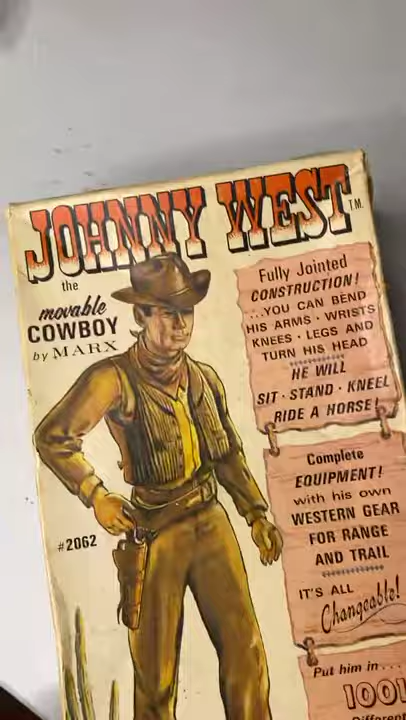 JOHNNY WEST T.M.
the
movable
COWBOY
by MARX
#2062
Fully Jointed
CONSTRUCTION!
...YOU CAN BEND
HIS ARMS · WRISTS
KNEES · LEGS AND
TURN HIS HEAD
HE WILL
SIT · STAND · KNEEL
RIDE A HORSE!
Complete
EQUIPMENT!
with his own
WESTERN GEAR
FOR RANGE
AND TRAIL
IT'S ALL
Changeable!
Put him in...
1001
Different